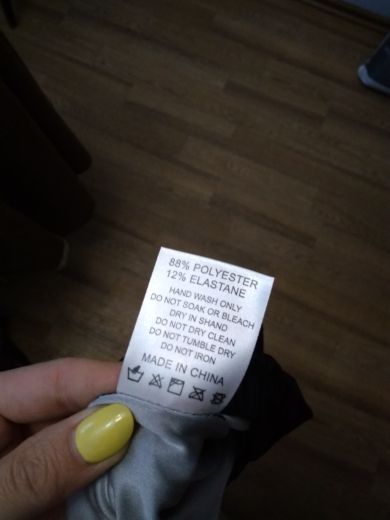 88% POLYESTER
12% ELASTANE
HAND WASH ONLY
DO NOT SOAK OR BLEACH
DRY IN SHAND
DO NOT DRY CLEAN
DO NOT TUMBLE DRY
DO NOT IRON
MADE IN CHINA